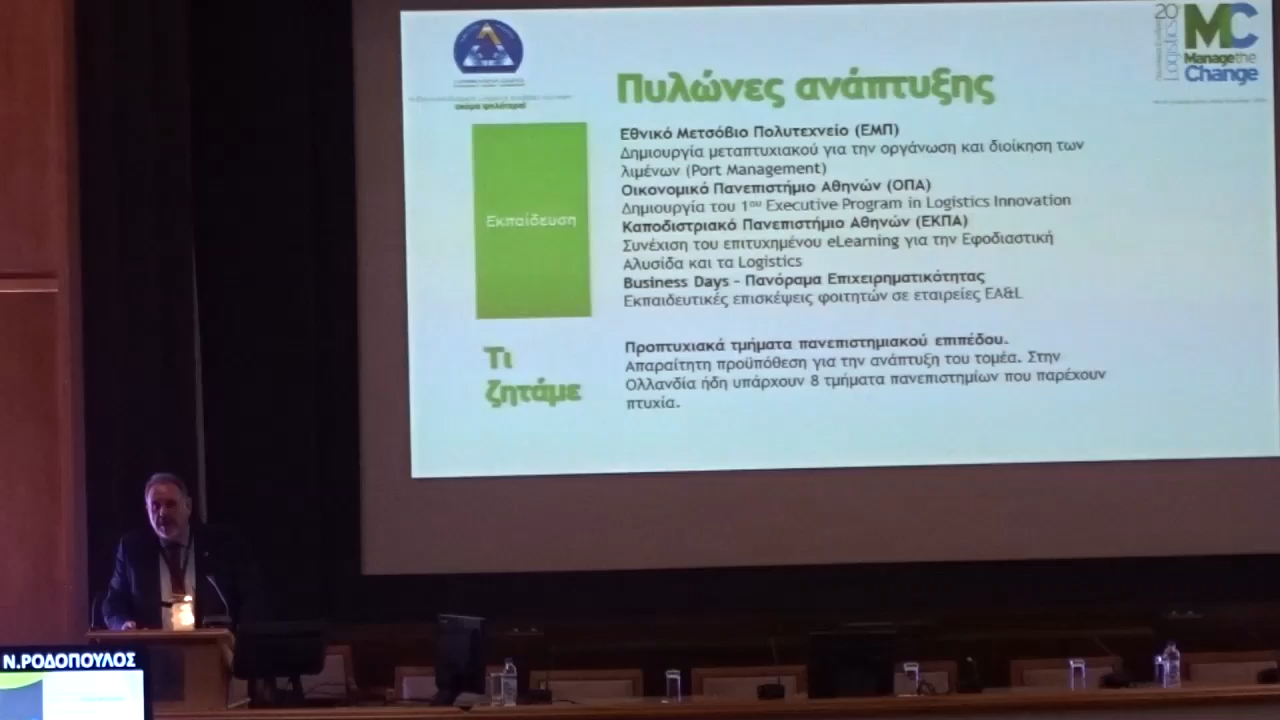 Πυλώνες ανάπτυξης
MC
Managethe
Change
Logistics
20
ακόμα ψηλότερα!
Εκπαίδευση
Εθνικό Μετσόβιο Πολυτεχνείο (ΕΜΠ)
Δημιουργία μεταπτυχιακού για την οργάνωση και διοίκηση των
λιμένων (Port Management)
Οικονομικό Πανεπιστήμιο Αθηνών (ΟΠΑ)
Δημιουργία του 1ου Executive Program in Logistics Innovation
Καποδιστριακό Πανεπιστήμιο Αθηνών (ΕΚΠΑ)
Συνέχιση του επιτυχημένου eLearning για την Εφοδιαστική
Αλυσίδα και τα Logistics
Business Days – Πανόραμα Επιχειρηματικότητας
Εκπαιδευτικές επισκέψεις φοιτητών σε εταιρείες EA&L
Τι
ζητάμε
Προπτυχιακά τμήματα πανεπιστημιακού επιπέδου.
Απαραίτητη προϋπόθεση για την ανάπτυξη του τομέα. Στην
Ολλανδία ήδη υπάρχουν 8 τμήματα πανεπιστημίων που παρέχουν
πτυχία.
Ν.ΡΟΔΟΠΟΥΛΟΣ